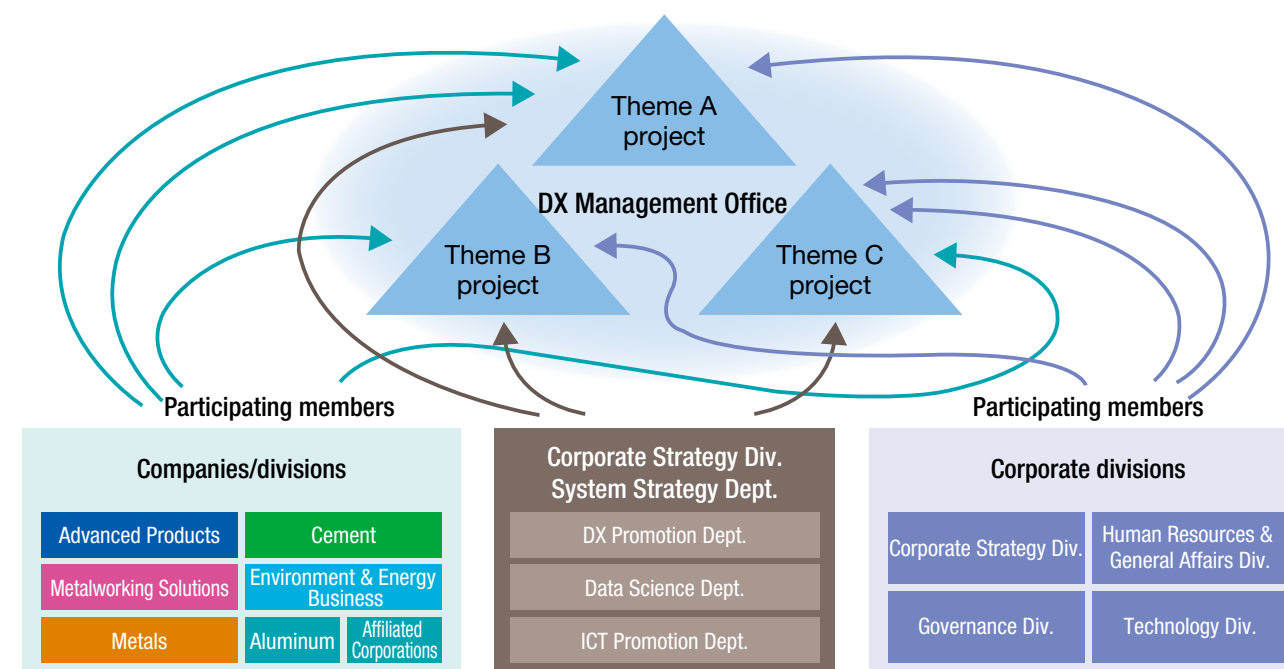 Theme A
project
DX Management Office
Theme B
project
Theme C
project
Participating members
Participating members
Companies/divisions
Advanced Products
Cement
Metalworking Solutions
Environment & Energy
Business
Metals
Aluminum
Affiliated
Corporations
Corporate Strategy Div.
System Strategy Dept.
DX Promotion Dept.
Data Science Dept.
ICT Promotion Dept.
Corporate divisions
Corporate Strategy Div.
Human Resources &
General Affairs Div.
Governance Div.
Technology Div.